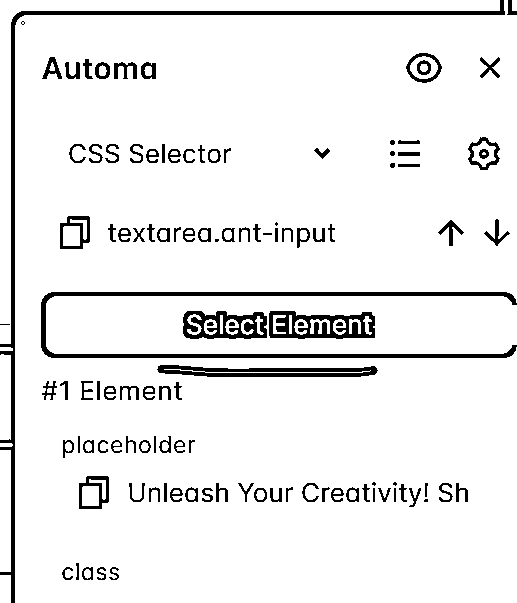 Automa
CSS Selector
textarea.ant-input
Select Element
#1 Element
placeholder
Unleash Your Creativity! Sh
class